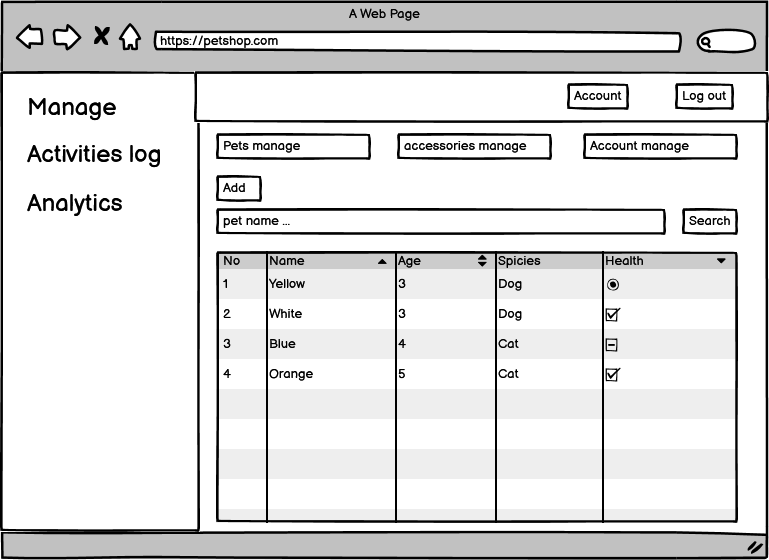 A Web Page
https://petshop.com
Account Log out
Manage
Activities log
Analytics
Pets manage accessories manage Account manage
Add
pet name ... Search
No Name Age Spicies Health
1 Yellow 3 Dog
2 White 3 Dog
3 Blue 4 Cat
4 Orange 5 Cat